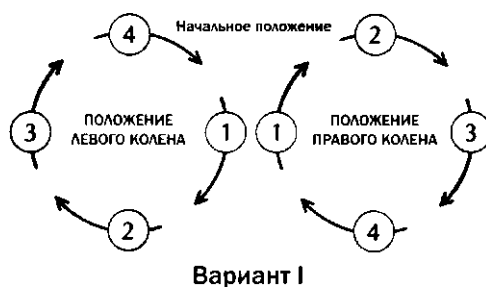 Начальное положение
4
2
ПОЛОЖЕНИЕ
ЛЕВОГО КОЛЕНА
ПОЛОЖЕНИЕ
ПРАВОГО КОЛЕНА
3
1
1
3
2
4
Вариант I